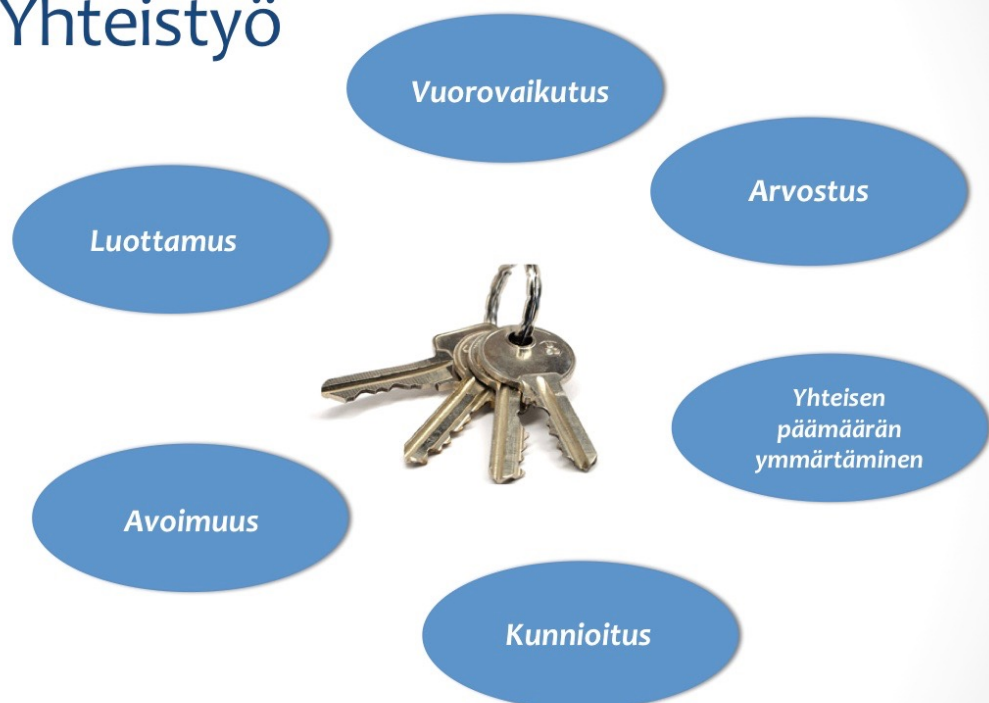 Yhteistyö
Vuorovaikutus
Arvostus
Luottamus
Yhteisen
päämäärän
ymmärtäminen
Avoimuus
Kunnioitus